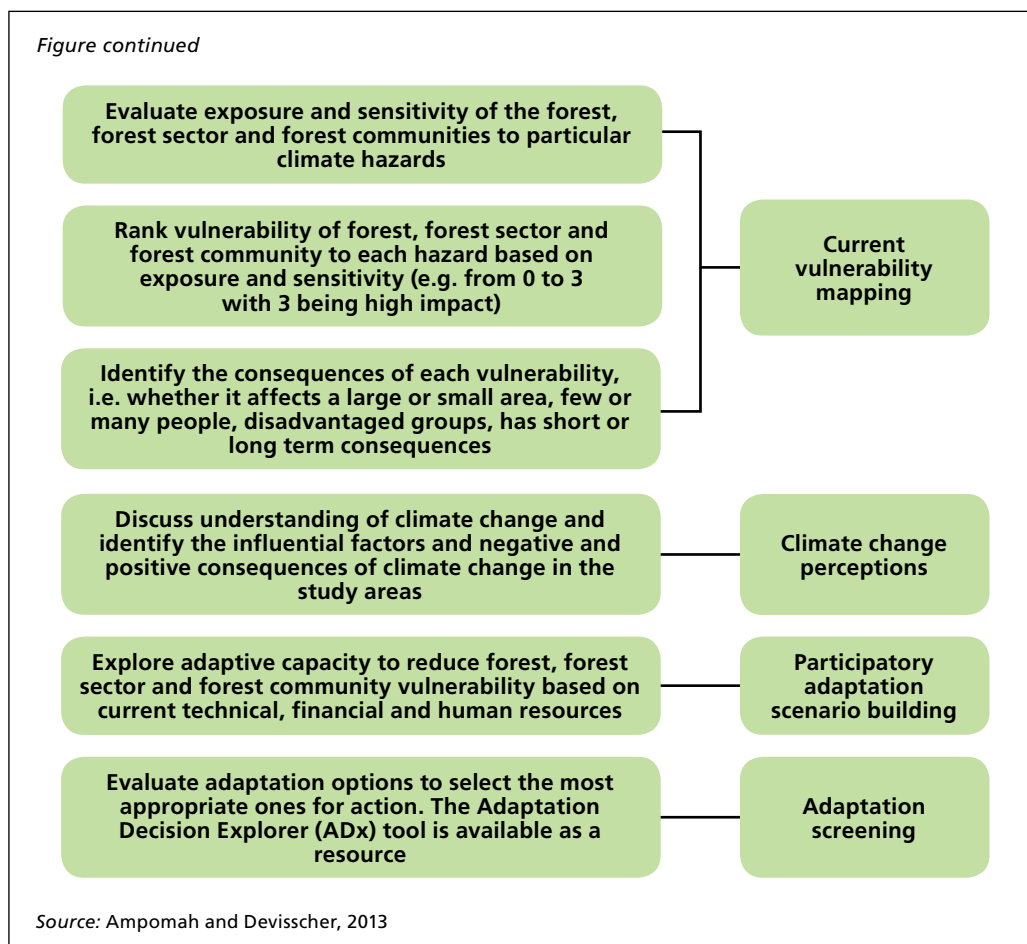 Figure continued
Evaluate exposure and sensitivity of the forest,
forest sector and forest communities to particular
climate hazards
Rank vulnerability of forest, forest sector and
forest community to each hazard based on
exposure and sensitivity (e.g. from 0 to 3
with 3 being high impact)
Identify the consequences of each vulnerability,
i.e. whether it affects a large or small area, few or
many people, disadvantaged groups, has short or
long term consequences
Current
vulnerability
mapping
Discuss understanding of climate change and
identify the influential factors and negative and
positive consequences of climate change in the
study areas
Climate change
perceptions
Explore adaptive capacity to reduce forest, forest
sector and forest community vulnerability based on
current technical, financial and human resources
Participatory
adaptation
scenario building
Evaluate adaptation options to select the most
appropriate ones for action. The Adaptation
Decision Explorer (ADx) tool is available as a
resource
Adaptation
screening
Source: Ampomah and Devisscher, 2013